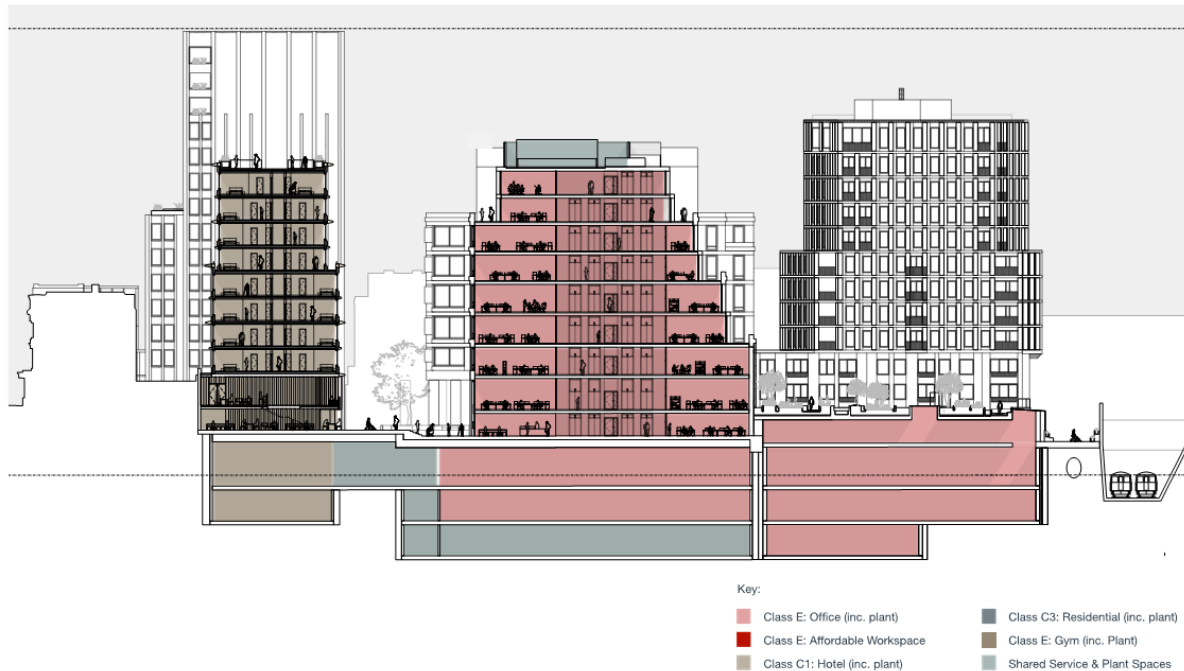 Key:
Class E: Office (inc. plant)
Class E: Affordable Workspace
Class C1: Hotel (inc. plant)
Class C3: Residential (inc. plant)
Class E: Gym (inc. Plant)
Shared Service & Plant Spaces